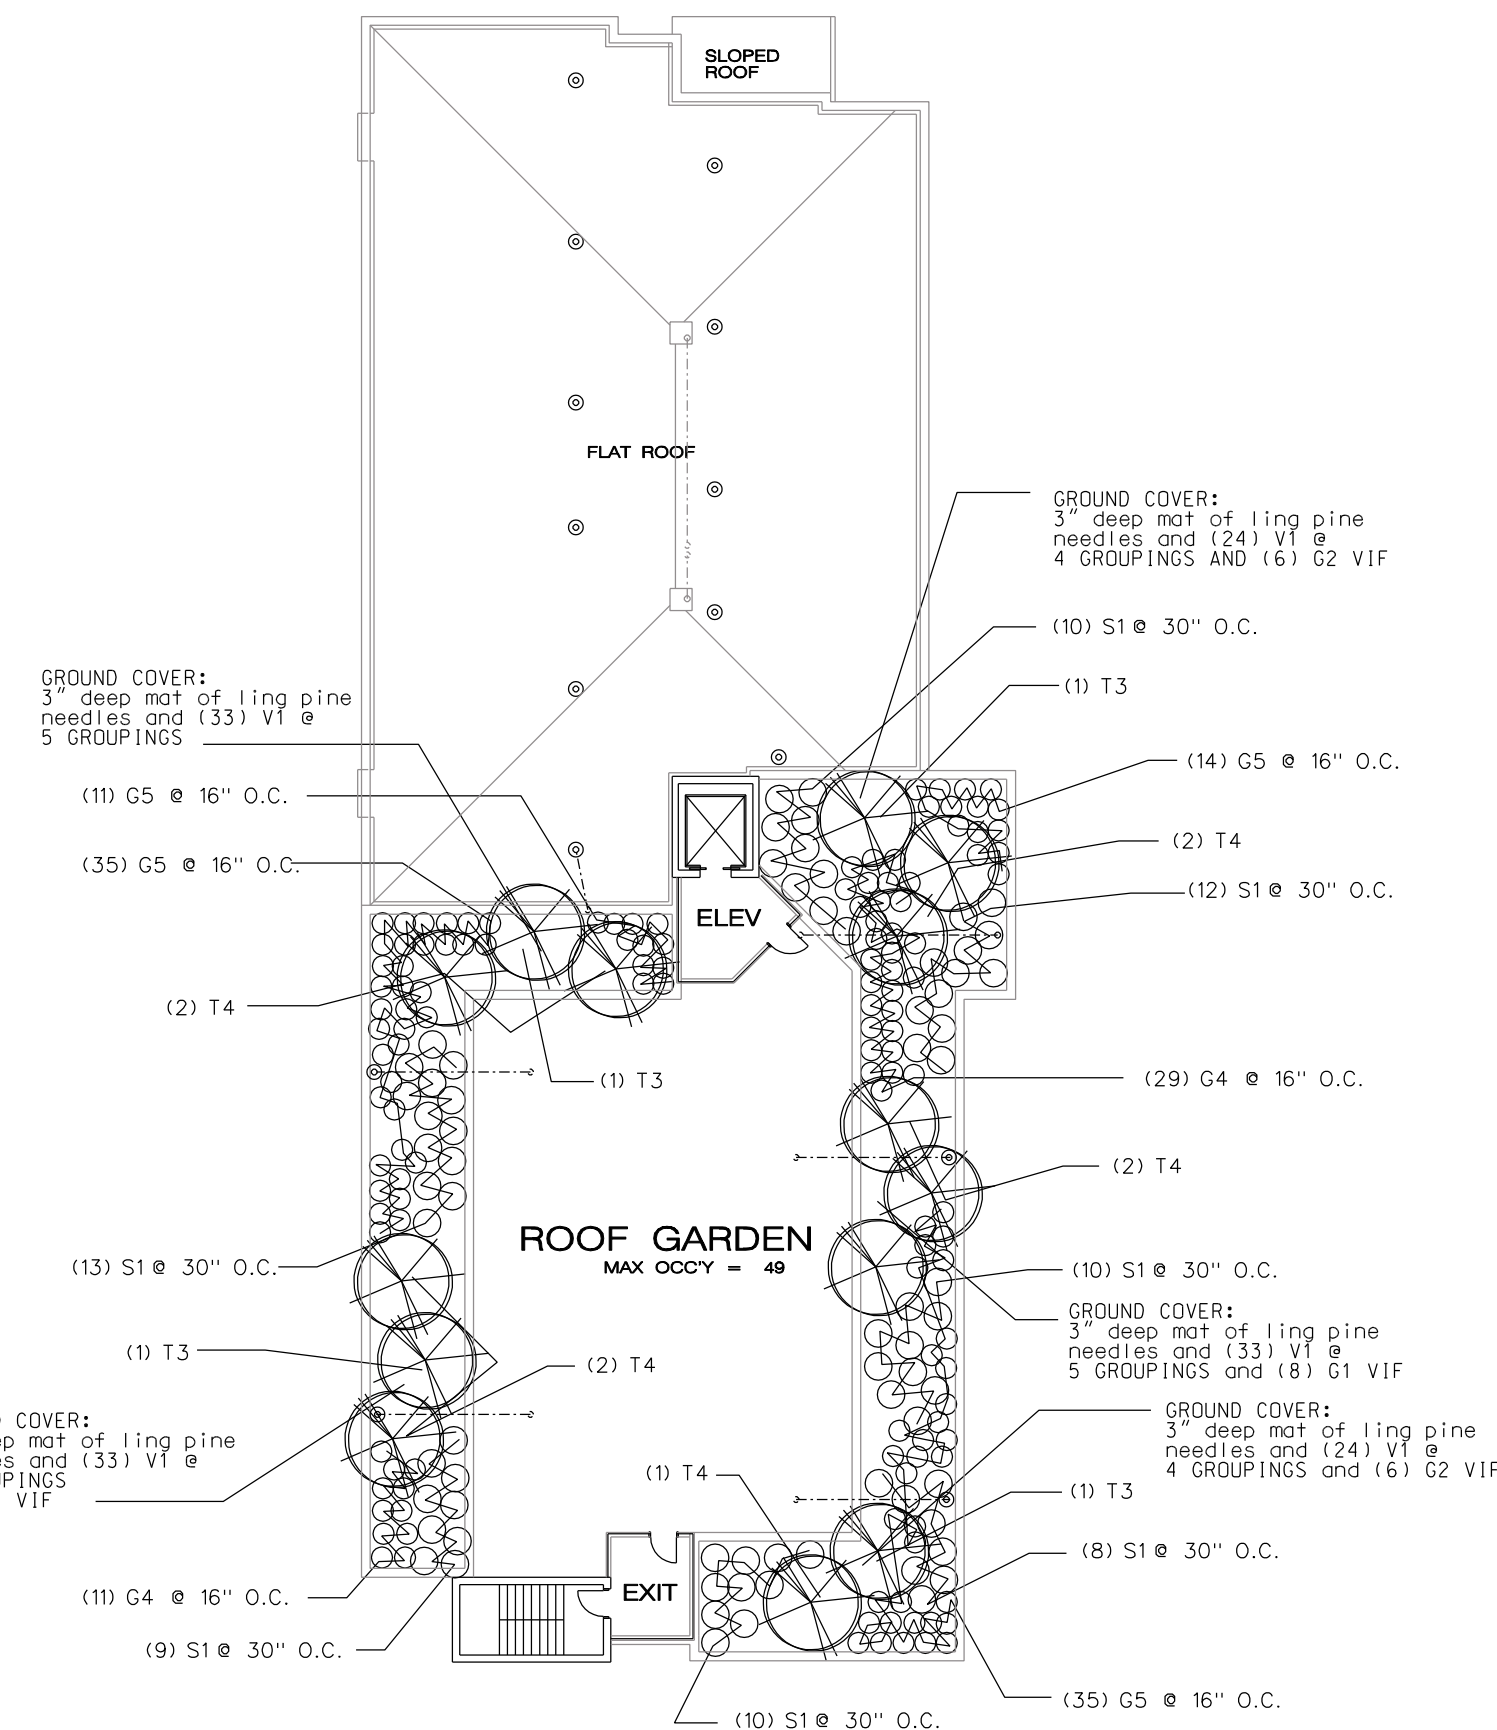 SLOPED
ROOF
FLAT ROOF
GROUND COVER:
3" deep mat of ling pine
needles and (24) V1 @
4 GROUPINGS AND (6) G2 VIF
(10) S1 @ 30" O.C.
GROUND COVER:
3" deep mat of ling pine
needles and (33) V1 @
5 GROUPINGS
(1) T3
(14) G5 @ 16" O.C.
(11) G5 @ 16" O.C.
(2) T4
(35) G5 @ 16" O.C.
(12) S1 @ 30" O.C.
ELEV
(2) T4
(1) T3
(29) G4 @ 16" O.C.
(2) T4
ROOF GARDEN
MAX OCC'Y = 49
(13) S1 @ 30" O.C.
(10) S1 @ 30" O.C.
GROUND COVER:
3" deep mat of ling pine
needles and (33) V1 @
5 GROUPINGS and (8) G1 VIF
(1) T3
(2) T4
COVER:
mat of ling pine
and (33) V1 @
VIF
GROUND COVER:
3" deep mat of ling pine
needles and (24) V1 @
4 GROUPINGS and (6) G2 VIF
(1) T4
(1) T3
(8) S1 @ 30" O.C.
EXIT
(11) G4 @ 16" O.C.
(9) S1 @ 30" O.C.
(35) G5 @ 16" O.C.
(10) S1 @ 30" O.C.